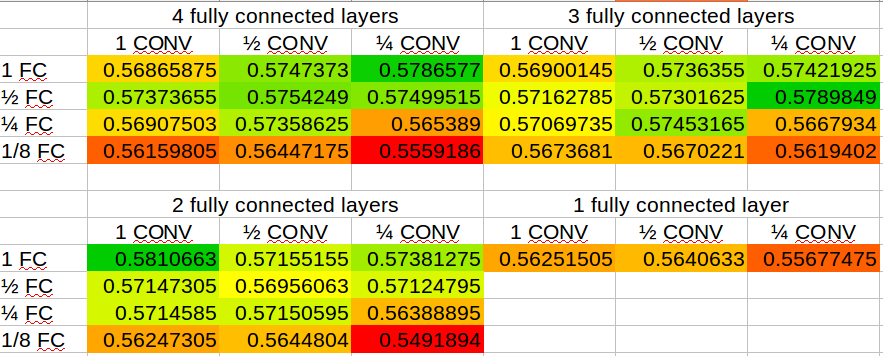 4 fully connected layers 3 fully connected layers
1 CONV ½ CONV ¼ CONV 1 CONV ½ CONV ¼ CONV
1 FC 0.56865875 0.5747373 0.5786577 0.56900145 0.5736355 0.57421925
½ FC 0.57373655 0.5754249 0.57499515 0.57162785 0.57301625 0.5789849
¼ FC 0.56907503 0.57358625 0.565389 0.57069735 0.57453165 0.5667934
1/8 FC 0.56159805 0.56447175 0.5559186 0.5673681 0.5670221 0.5619402
2 fully connected layers 1 fully connected layer
1 CONV ½ CONV ¼ CONV 1 CONV ½ CONV ¼ CONV
1 FC 0.5810663 0.57155155 0.57381275 0.56251505 0.5640633 0.55677475
½ FC 0.57147305 0.56956063 0.57124795
¼ FC 0.5714585 0.57150595 0.56388895
1/8 FC 0.56247305 0.5644804 0.5491894